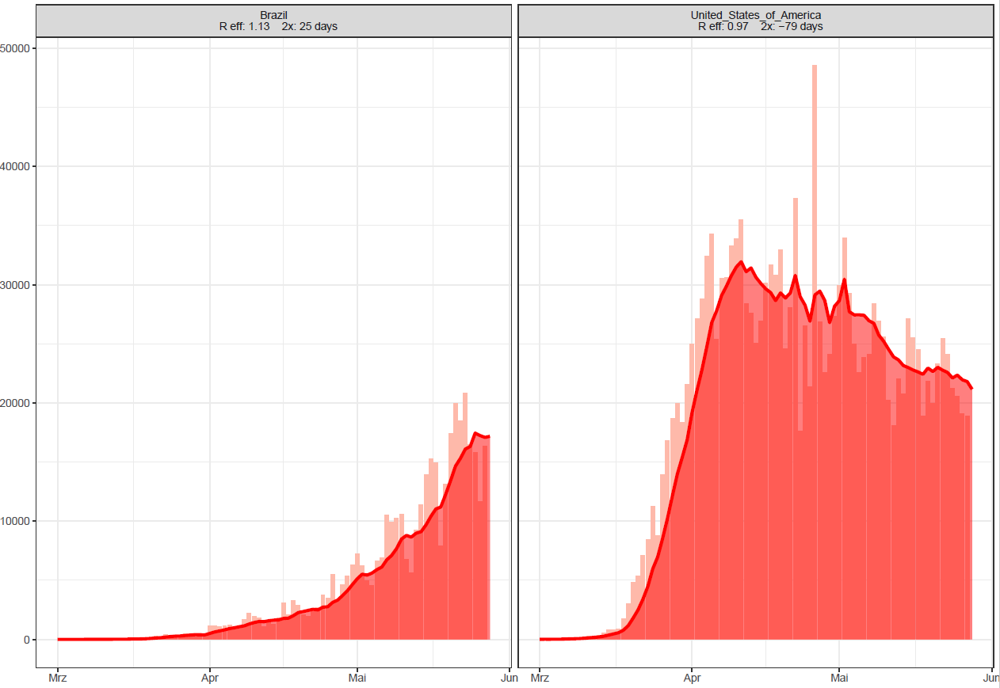 Brazil
R eff: 1.13 2x: 25 days
United_States_of_America
R eff: 0.97 2x: −79 days
50000
40000
30000
20000
10000
0
Mrz Apr Mai Jun
Mrz Apr Mai Jun